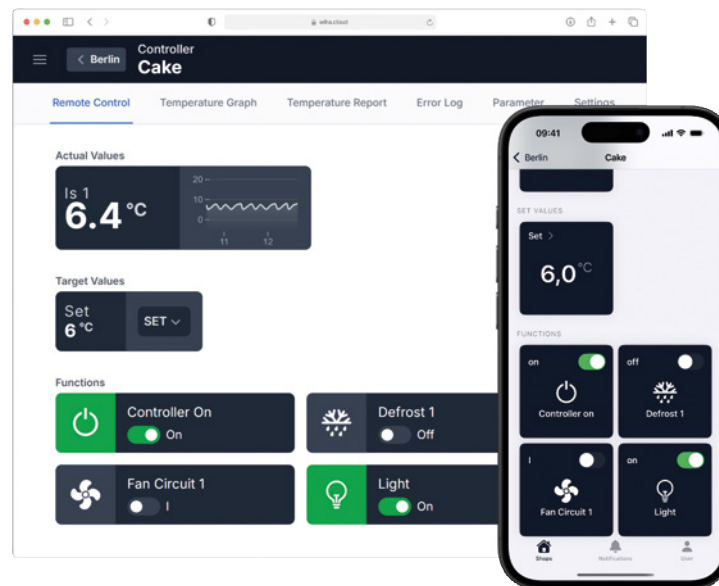 wiha.cloud
Controller
Berlin
Cake
Remote Control
Temperature Graph
Temperature Report
Error Log
Parameter
Settings
Actual Values
Is 1
6.4 °C
20
10
0
11
12
Target Values
Set
6 °C
SET
Functions
Controller On
On
Defrost 1
Off
Fan Circuit 1
I
Light
On
09:41
Berlin
Cake
SET VALUES
Set
6,0 °C
FUNCTIONS
on
Controller on
off
Defrost 1
I
Fan Circuit 1
on
Light
Shops
Notifications
User